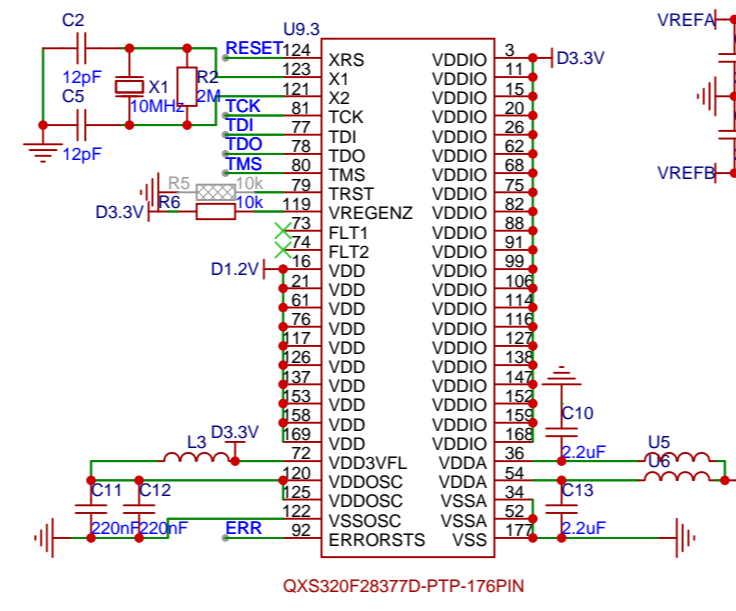 C2
U9.3
VREFA
RESET 124 XRS VDDIO 3 D3.3V
123 X1 VDDIO 11
12pF X1 R2
121 X2 VDDIO 15
C5 10MHz 2M
TCK 81 TCK VDDIO 20
TDI 77 TDI VDDIO 26
12pF
TDO 78 TDO VDDIO 62
TMS 80 TMS VDDIO 68 VREFB
R5 10k 79 TRST VDDIO 75
D3.3V R6 10k 119 VREGENZ VDDIO 82
73 FLT1 VDDIO 88
74 FLT2 VDDIO 91
D1.2V 16 VDD VDDIO 99
21 VDD VDDIO 106
61 VDD VDDIO 114
76 VDD VDDIO 116
117 VDD VDDIO 127
126 VDD VDDIO 138
137 VDD VDDIO 147
153 VDD VDDIO 152
158 VDD VDDIO 159
C10
L3 D3.3V 169 VDD VDDIO 168
2.2uF U5
72 VDD3VFL VDDA 36
U6
120 VDDOSC VDDA 54
C11 C12 125 VDDOSC VSSA 34 C13
122 VSSOSC VSSA 52
220nF 220nF 2.2uF
ERR 92 ERRORSTS VSS 177
QXS320F28377D-PTP-176PIN